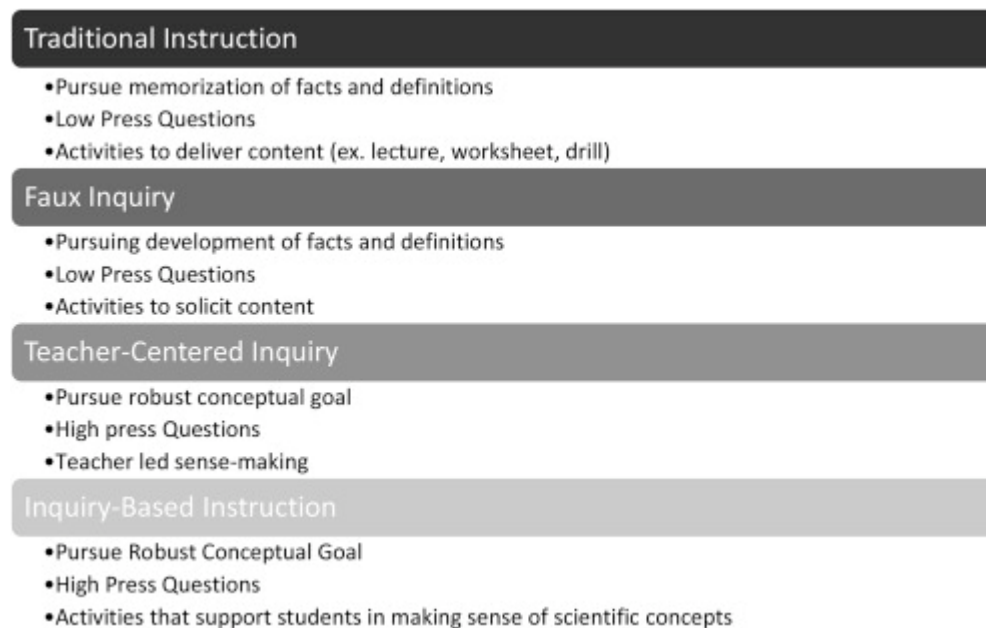 Traditional Instruction
•Pursue memorization of facts and definitions
•Low Press Questions
•Activities to deliver content (ex. lecture, worksheet, drill)
Faux Inquiry
•Pursuing development of facts and definitions
•Low Press Questions
•Activities to solicit content
Teacher-Centered Inquiry
•Pursue robust conceptual goal
•High press Questions
•Teacher led sense-making
Inquiry-Based Instruction
•Pursue Robust Conceptual Goal
•High Press Questions
•Activities that support students in making sense of scientific concepts